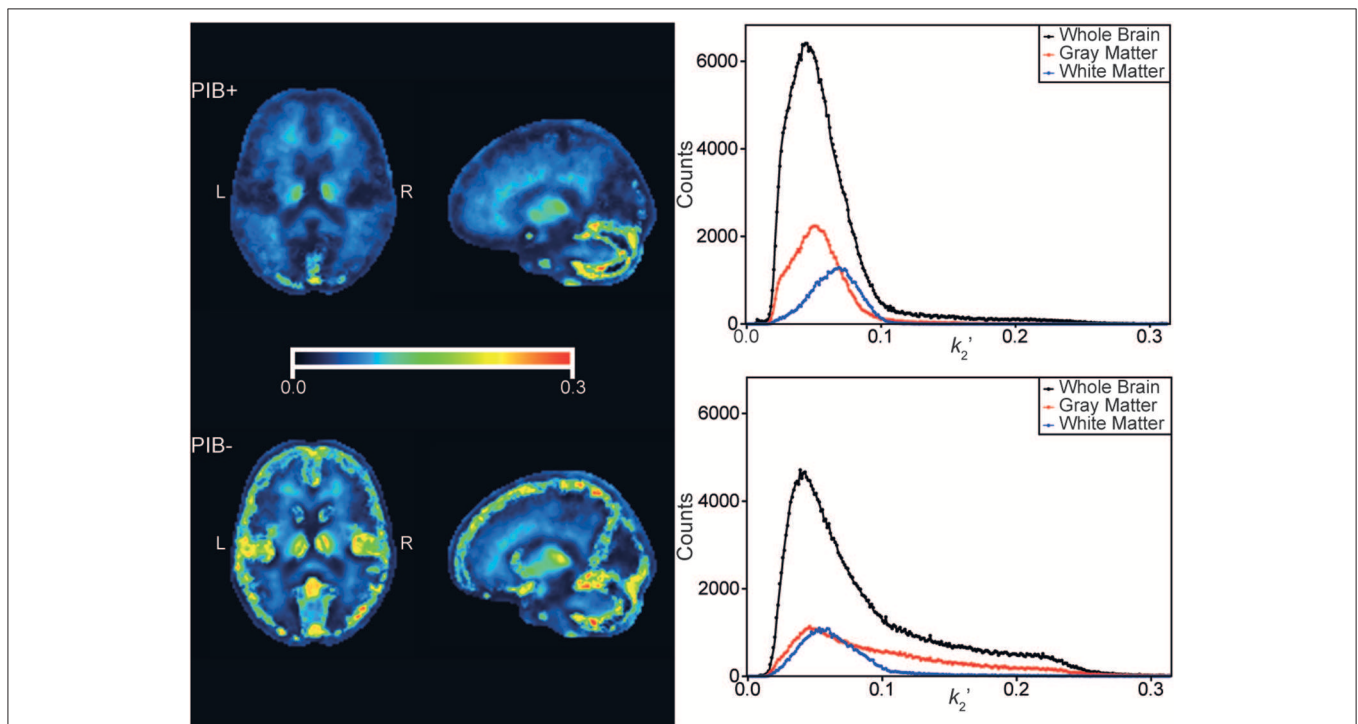 PIB+
L
R
0.0
0.3
PIB-
L
R
Whole Brain
Gray Matter
White Matter
6000
4000
2000
0
Counts
0.0
0.1
0.2
0.3
k2'
Whole Brain
Gray Matter
White Matter
6000
4000
2000
0
Counts
0.0
0.1
0.2
0.3
k2'